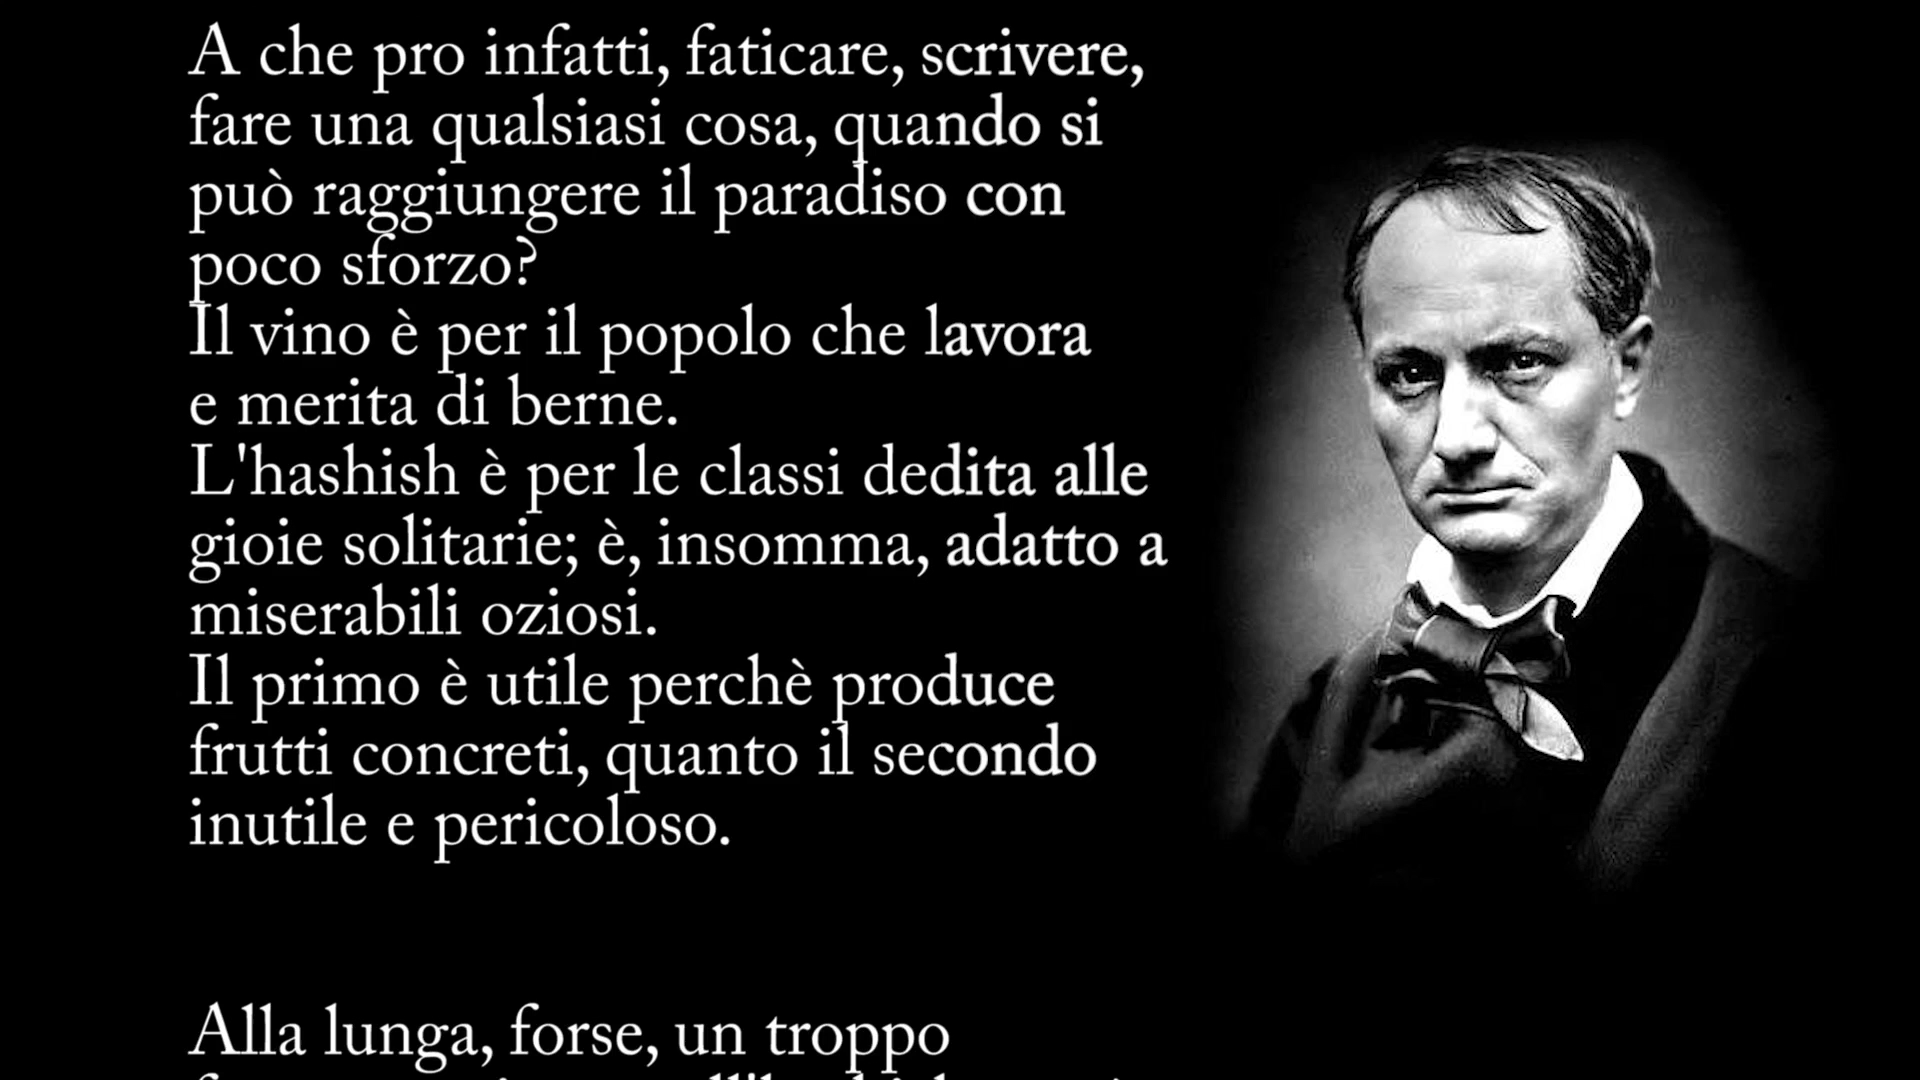 A che pro infatti, faticare, scrivere,
fare una qualsiasi cosa, quando si
può raggiungere il paradiso con
poco sforzo?
Il vino è per il popolo che lavora
e merita di berne.
L'hashish è per le classi dedita alle
gioie solitarie; è, insomma, adatto a
miserabili oziosi.
Il primo è utile perchè produce
frutti concreti, quanto il secondo
inutile e pericoloso.
Alla lunga, forse, un troppo